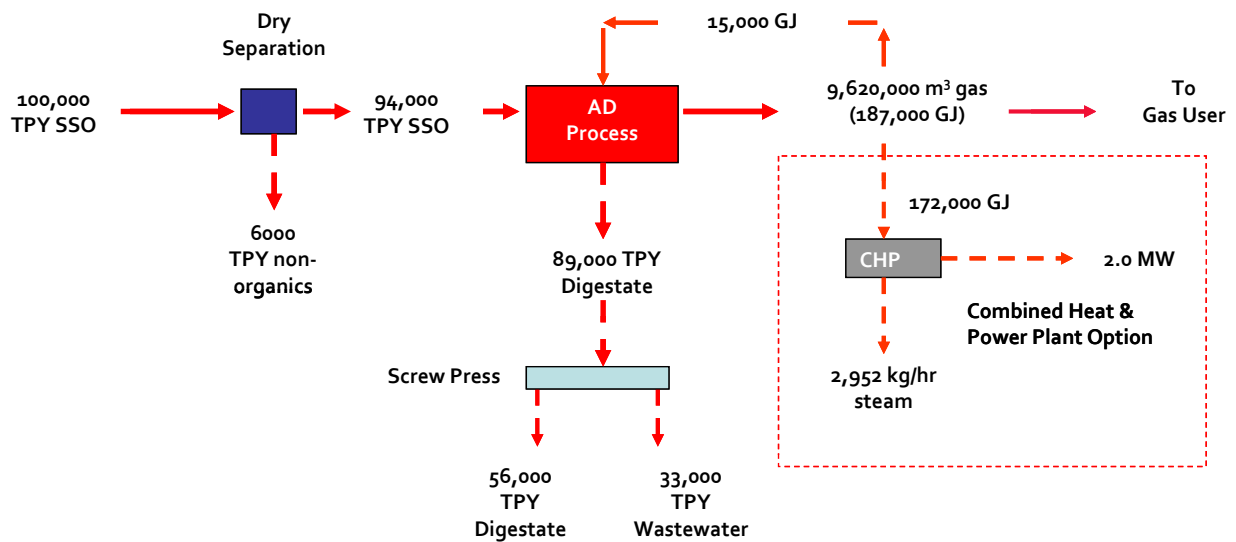 Dry
Separation
15,000 GJ
100,000
TPY SSO
94,000
TPY SSO
AD
Process
9,620,000 m³ gas
(187,000 GJ)
To
Gas User
6000
TPY non-
organics
89,000 TPY
Digestate
172,000 GJ
CHP
2.0 MW
Combined Heat &
Power Plant Option
2,952 kg/hr
steam
Screw Press
56,000
TPY
Digestate
33,000
TPY
Wastewater